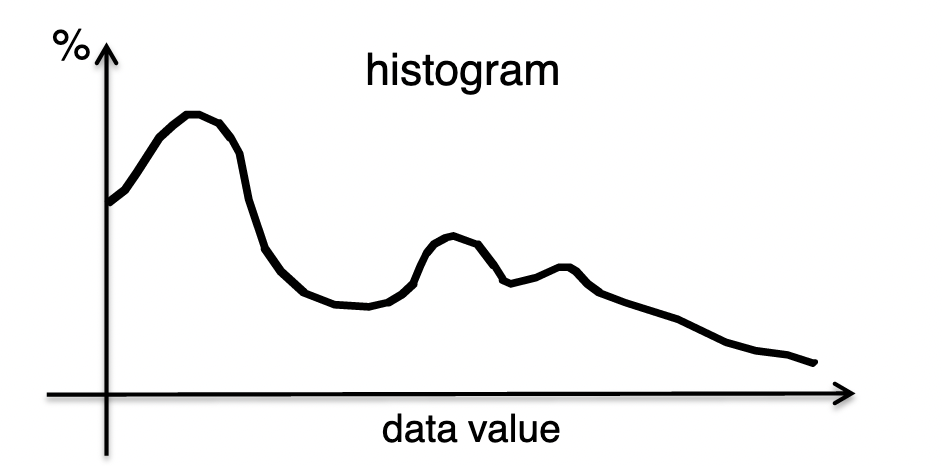 %
histogram
data value